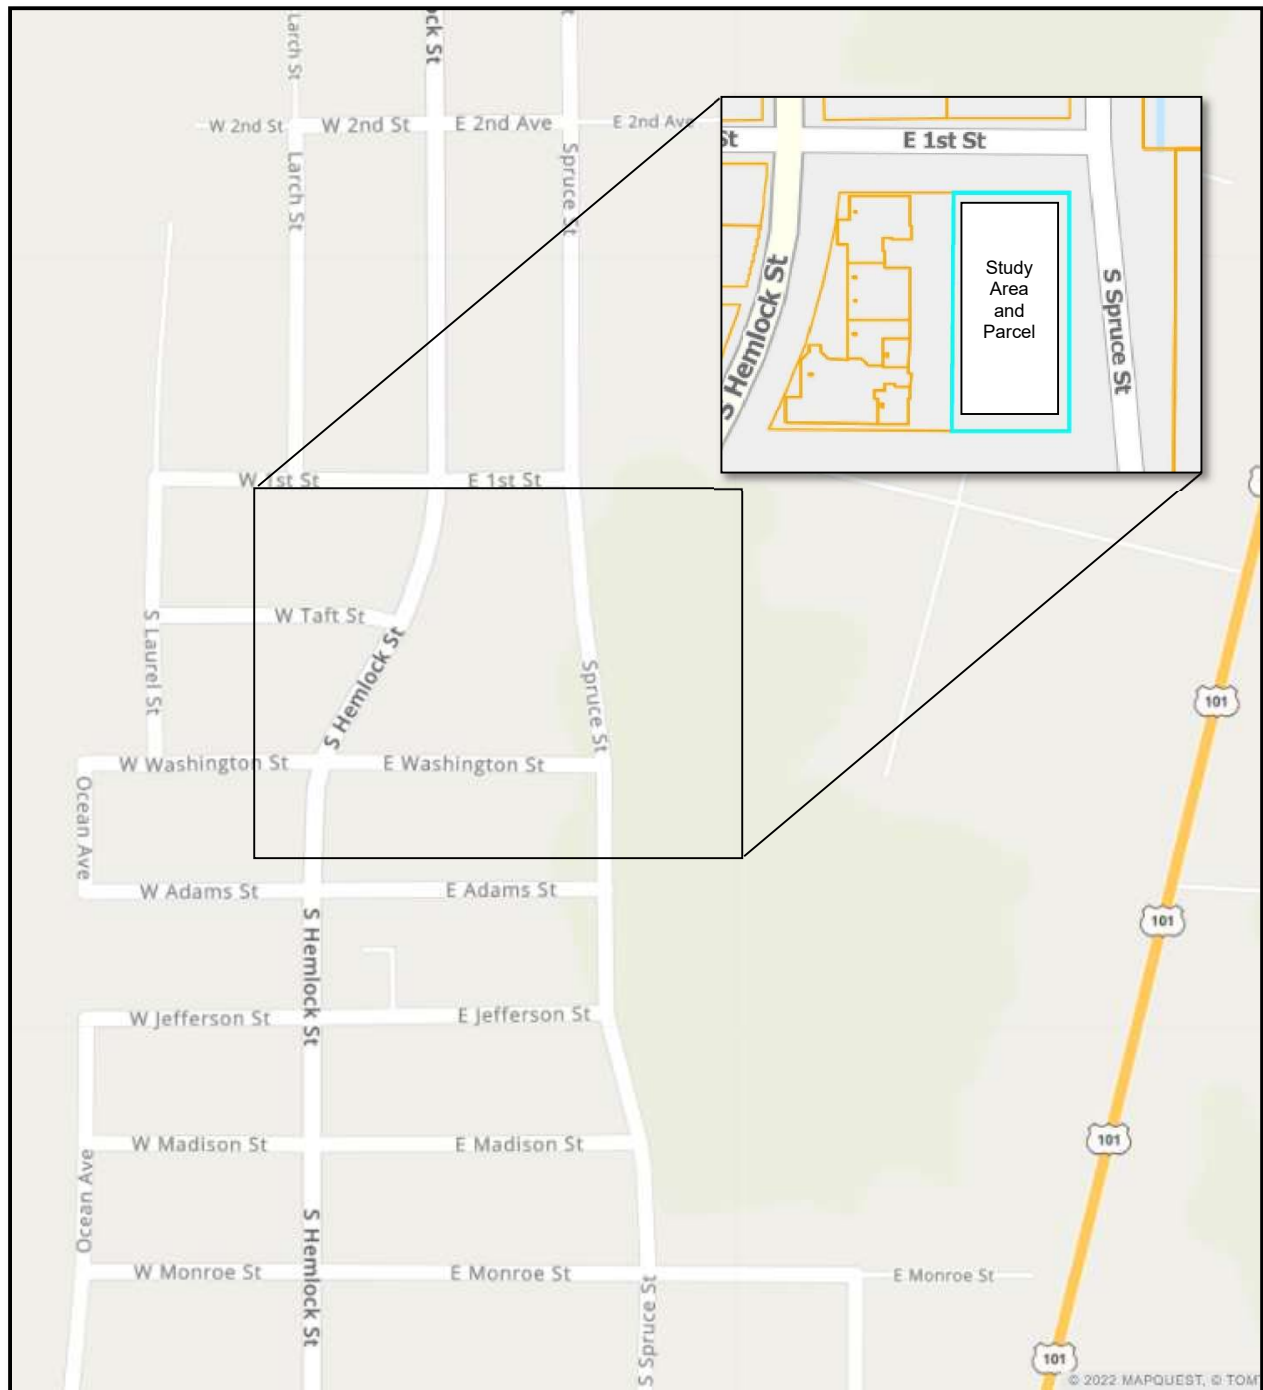 Larch St
ck St
W 2nd St
W 2nd St
E 2nd Ave
E 2nd Ave
Larch St
Spruce St
St
E 1st St
S Hemlock St
Study
Area
and
Parcel
S Spruce St
W 1st St
E 1st St
W Taft St
S Laurel St
S Hemlock St
Spruce St
101
W Washington St
E Washington St
Ocean Ave
W Adams St
E Adams St
101
S Hemlock St
W Jefferson St
E Jefferson St
W Madison St
E Madison St
101
Ocean Ave
S Hemlock St
W Monroe St
E Monroe St
E Monroe St
S Spruce St
101
© 2022 MAPQUEST, © TOM